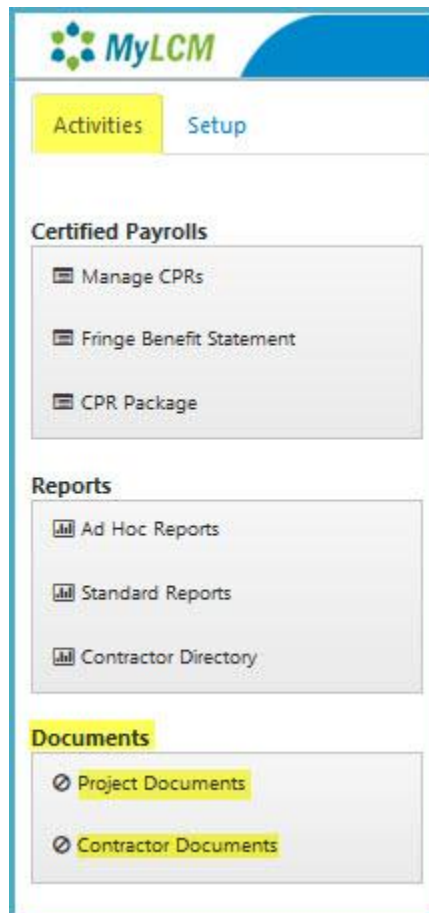 MyLCM
Activities Setup
Certified Payrolls
Manage CPRs
Fringe Benefit Statement
CPR Package
Reports
Ad Hoc Reports
Standard Reports
Contractor Directory
Documents
Project Documents
Contractor Documents